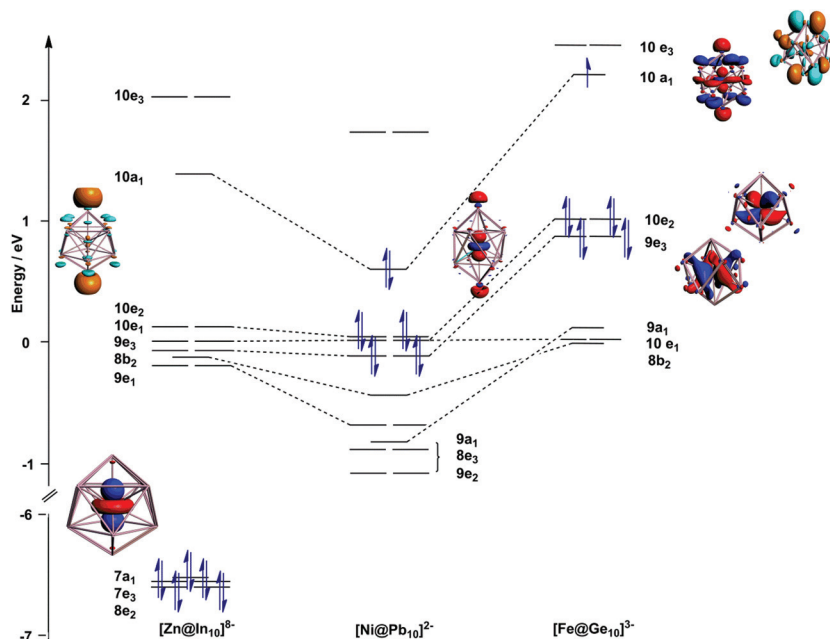 Energy / eV
2
1
0
-1
-6
-7
10e3
10a1
10e2
10e1
9e3
8b2
9e1
7a1
7e3
8e2
[Zn@In10]8-
9a1
8e3
9e2
[Ni@Pb10]2-
10 e3
10 a1
10e2
9e3
9a1
10 e1
8b2
[Fe@Ge10]3-